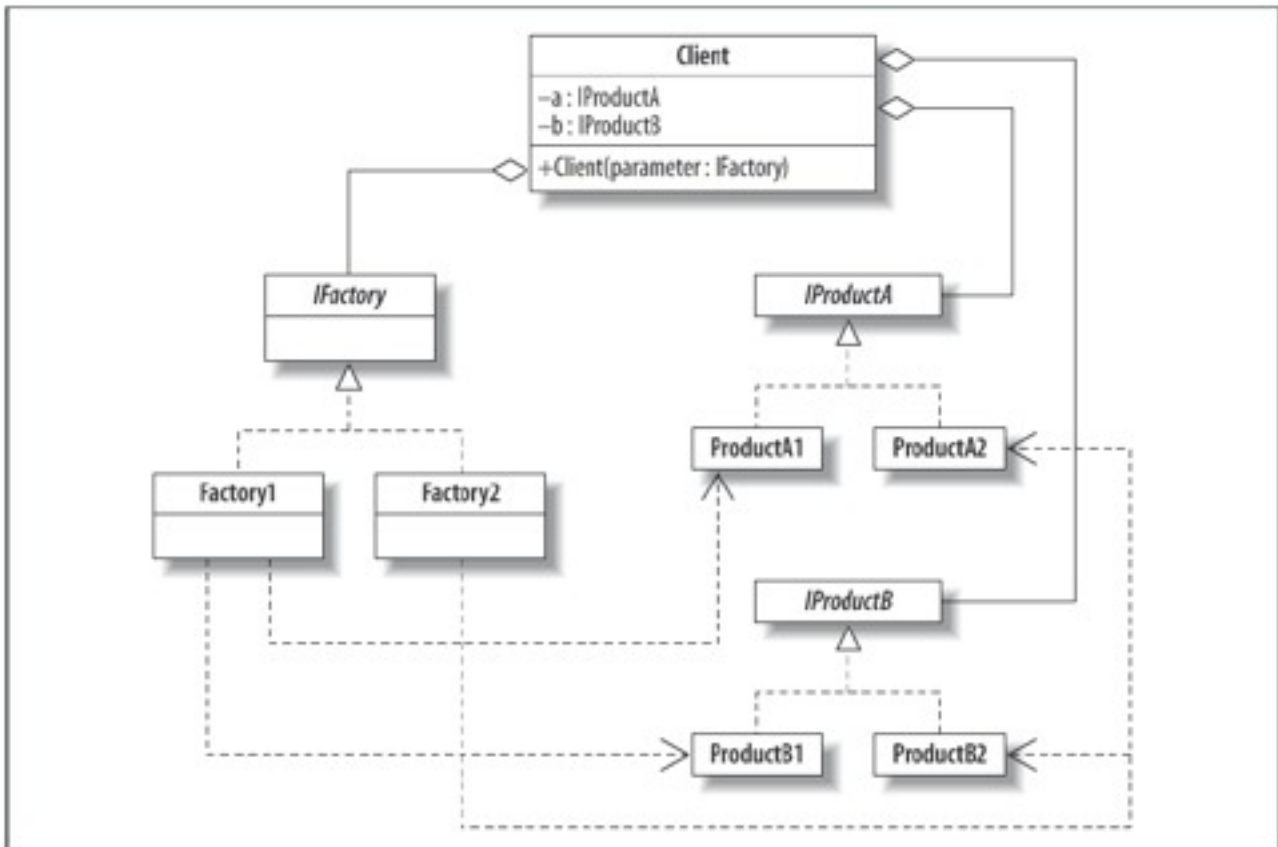 Client
–a : IProductA
–b : IProductB
+Client(parameter : IFactory)
IFactory
IProductA
ProductA1
ProductA2
Factory1
Factory2
IProductB
ProductB1
ProductB2